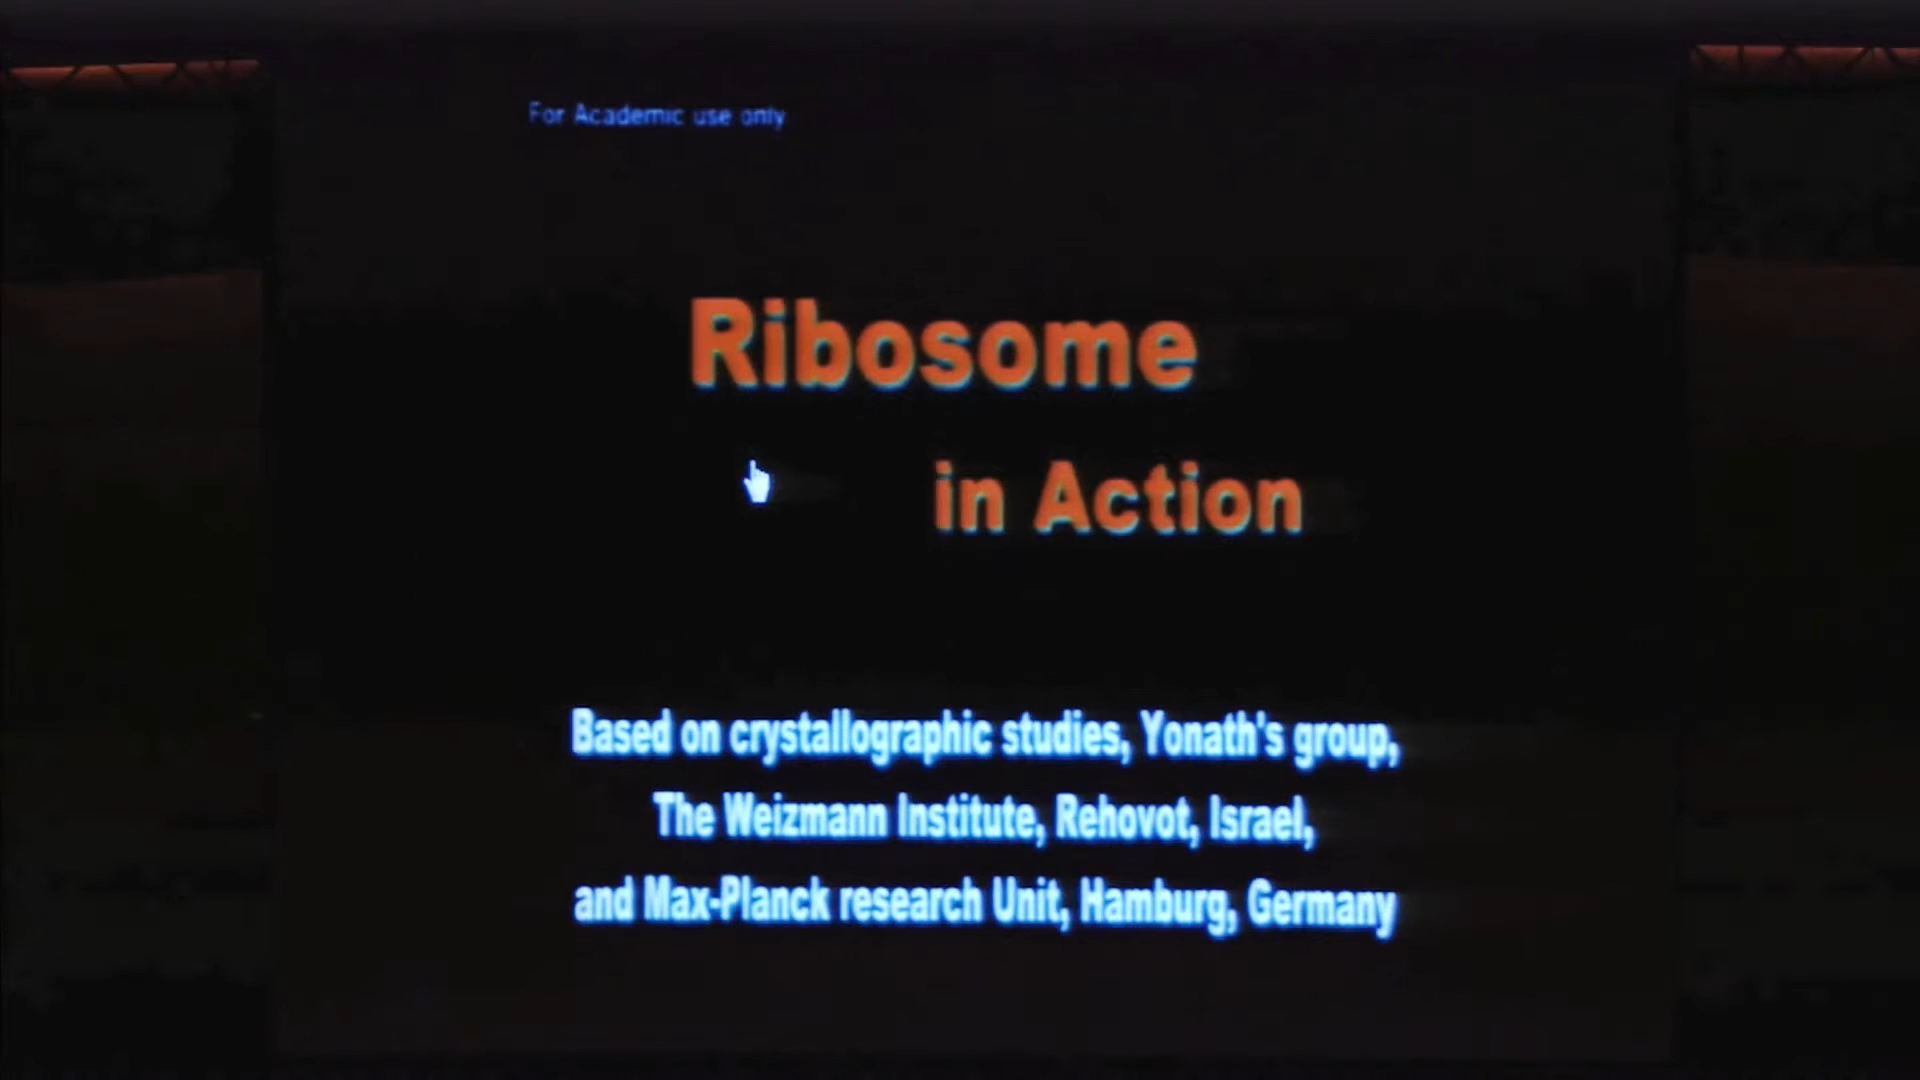 For Academic use only
Ribosome
in Action
Based on crystallographic studies, Yonath's group,
The Weizmann Institute, Rehovot, Israel,
and Max-Planck research Unit, Hamburg, Germany